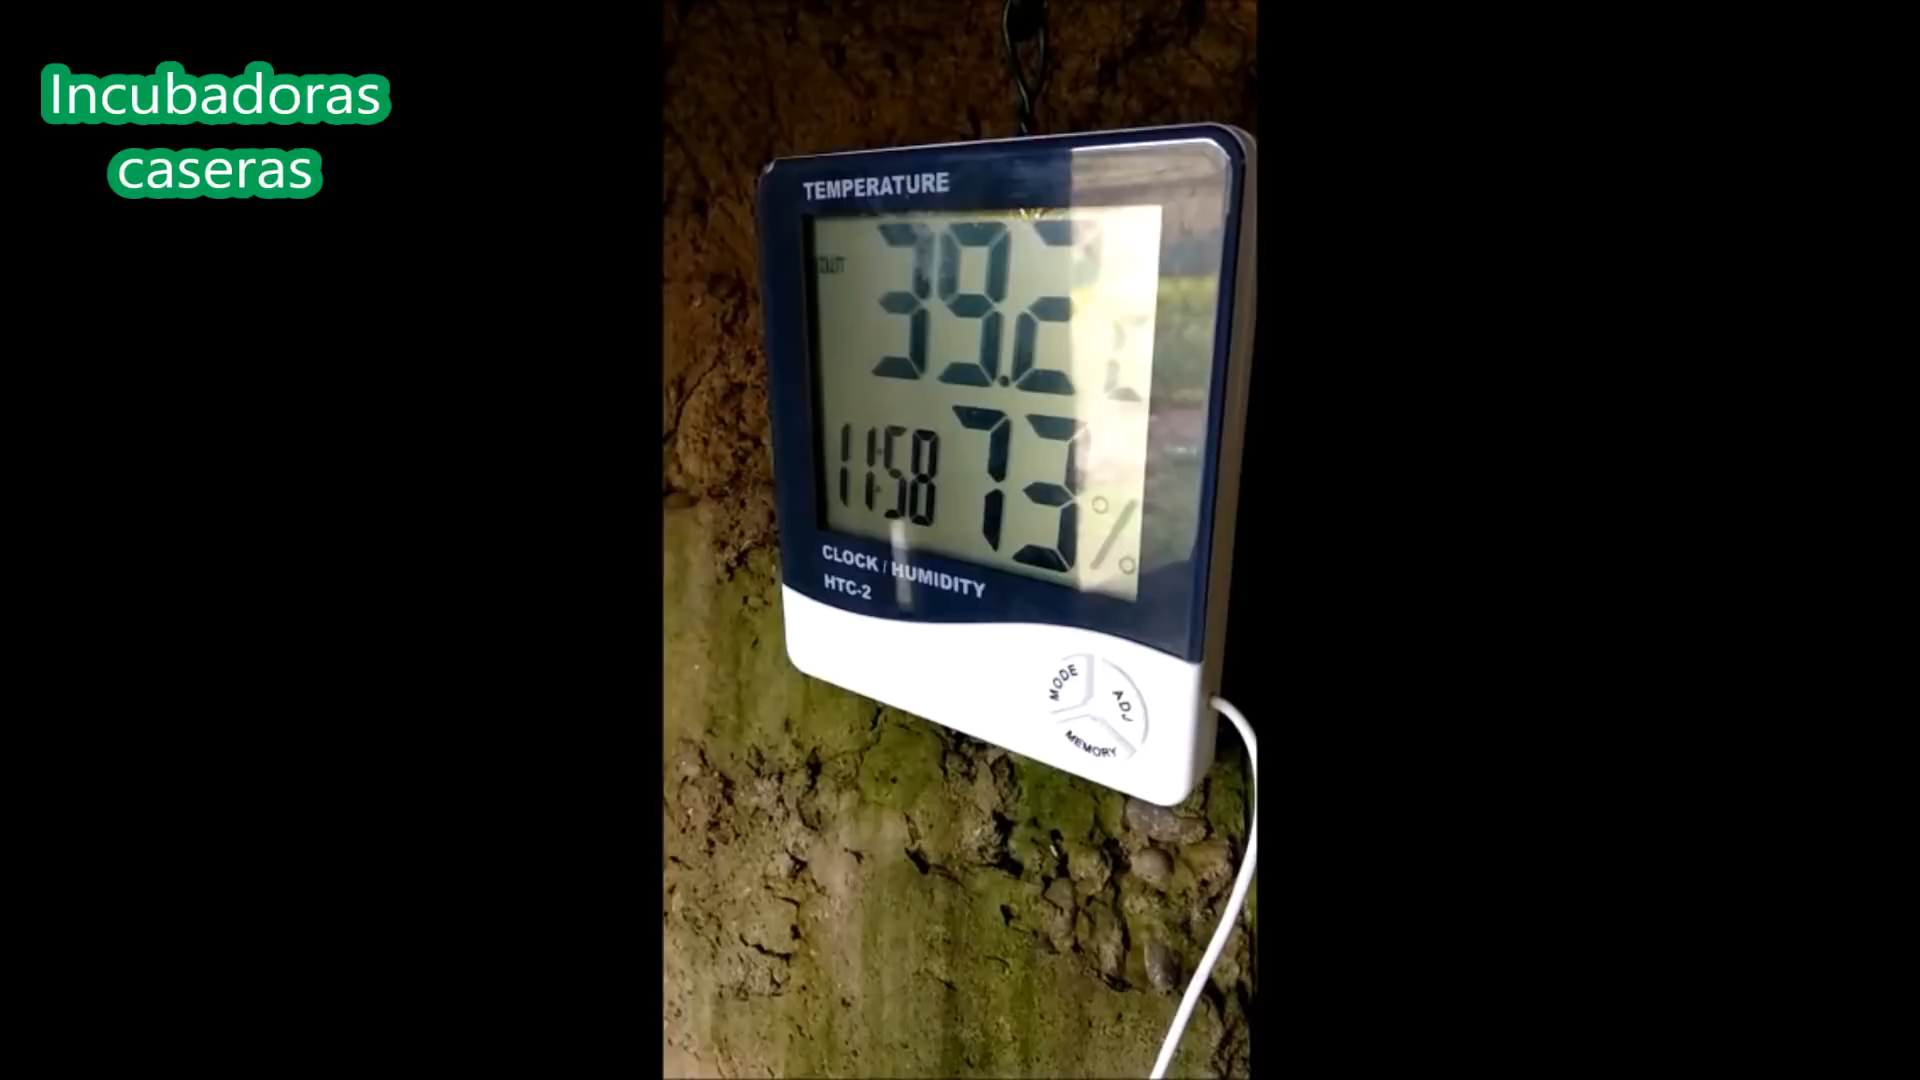 Incubadoras
caseras
TEMPERATURE
39.2
11:58 73%
CLOCK / HUMIDITY
HTC-2
MODE
ADJ
MEMORY